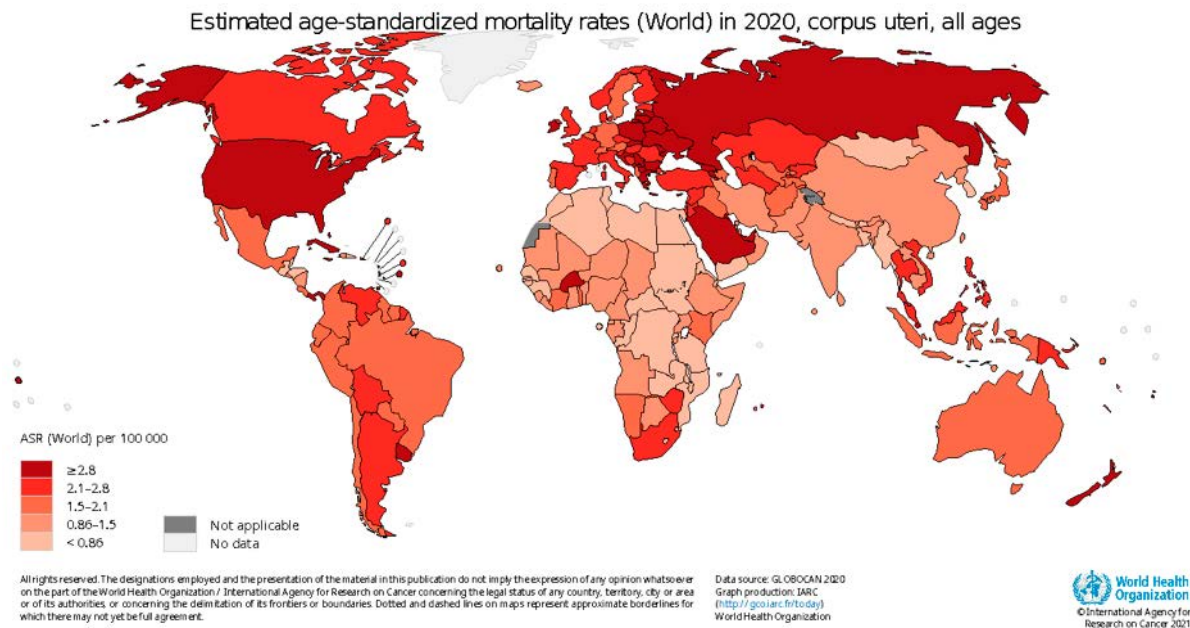 Estimated age-standardized mortality rates (World) in 2020, corpus uteri, all ages
ASR (World) per 100 000
≥2.8
2.1–2.8
1.5–2.1
0.86–1.5
< 0.86
Not applicable
No data
All rights reserved. The designations employed and the presentation of the material in this publication do not imply the expression of any opinion whatsoever
on the part of the World Health Organization / International Agency for Research on Cancer concerning the legal status of any country, territory, city or area
or of its authorities, or concerning the delimitation of its frontiers or boundaries. Dotted and dashed lines on maps represent approximate borderlines for
which there may not yet be full agreement.
Data source: GLOBOCAN 2020
Graph production: IARC
(http://gco.iarc.fr/today)
World Health Organization
World Health
Organization
© International Agency for
Research on Cancer 2021